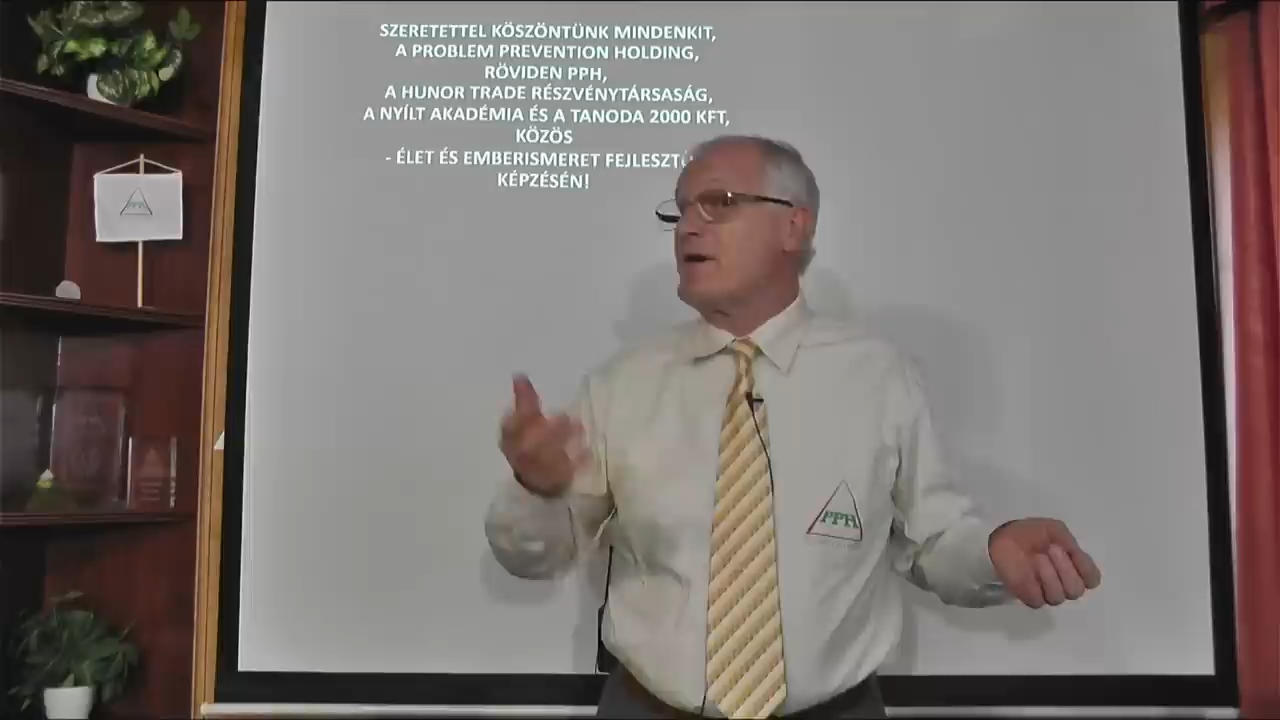 SZERETETTEL KÖSZÖNTÜNK MINDENKIT,
A PROBLEM PREVENTION HOLDING,
RÖVIDEN PPH,
A HUNOR TRADE RÉSZVÉNYTÁRSASÁG,
A NYÍLT AKADÉMIA ÉS A TANODA 2000 KFT,
KÖZÖS
- ÉLET ÉS EMBERISMERET
KÉPZÉSÉN!
PPH
PPH